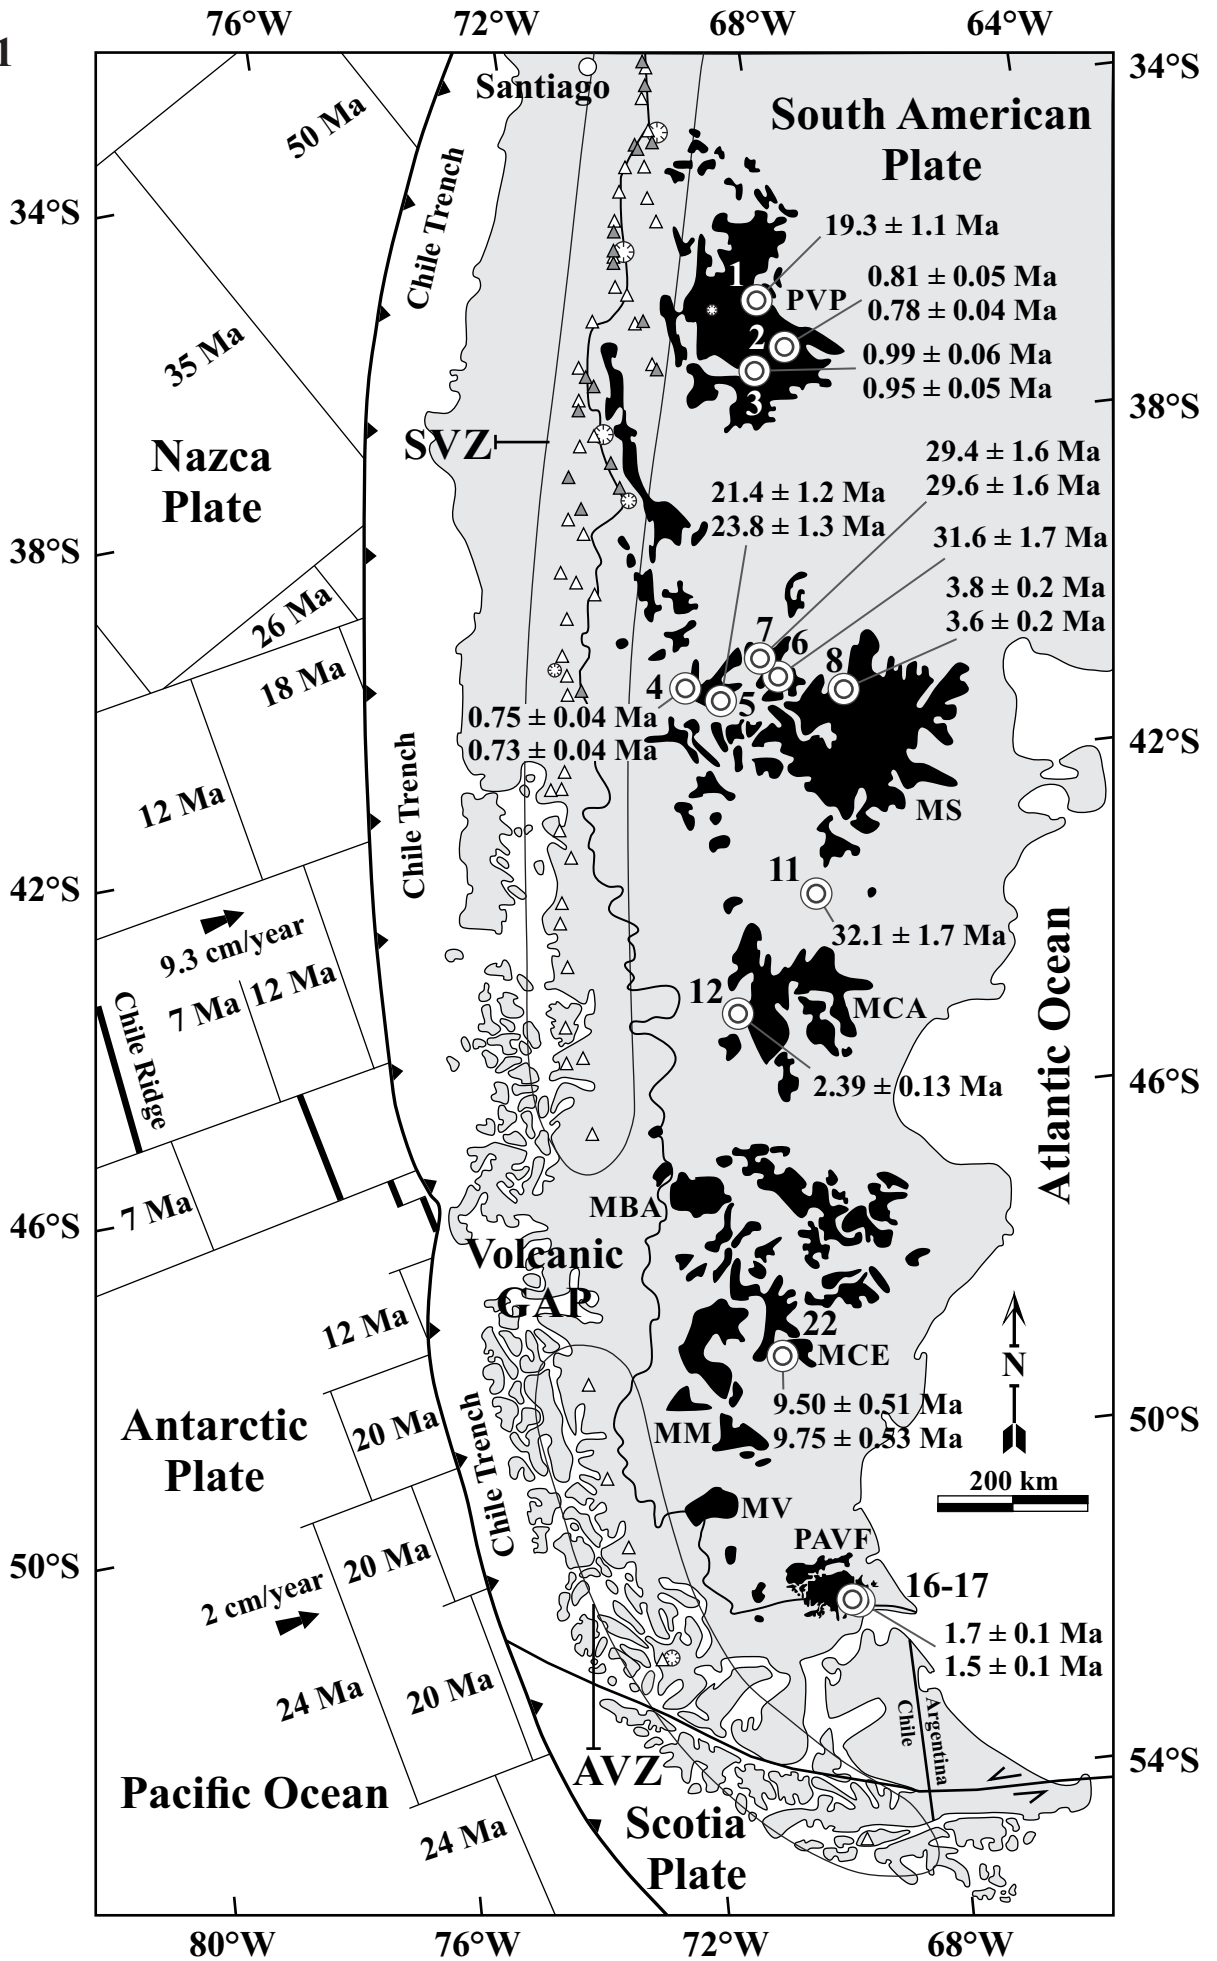 1
76°W
72°W
68°W
64°W
34°S
Santiago
South American
Plate
50 Ma
Chile Trench
34°S
19.3 ± 1.1 Ma
1
PVP
0.81 ± 0.05 Ma
0.78 ± 0.04 Ma
2
0.99 ± 0.06 Ma
0.95 ± 0.05 Ma
3
35 Ma
38°S
Nazca
Plate
SVZ
29.4 ± 1.6 Ma
29.6 ± 1.6 Ma
21.4 ± 1.2 Ma
23.8 ± 1.3 Ma
31.6 ± 1.7 Ma
38°S
3.8 ± 0.2 Ma
3.6 ± 0.2 Ma
26 Ma
7
6
8
18 Ma
4
5
0.75 ± 0.04 Ma
0.73 ± 0.04 Ma
42°S
12 Ma
Chile Trench
MS
11
42°S
9.3 cm/year
32.1 ± 1.7 Ma
7 Ma
12 Ma
12
MCA
Chile Ridge
Atlantic Ocean
2.39 ± 0.13 Ma
46°S
7 Ma
MBA
46°S
Volcanic
GAP
12 Ma
22
MCE
N
9.50 ± 0.51 Ma
9.75 ± 0.53 Ma
50°S
Antarctic
Plate
20 Ma
Chile Trench
MM
200 km
MV
PAVF
20 Ma
50°S
2 cm/year
16-17
1.7 ± 0.1 Ma
1.5 ± 0.1 Ma
24 Ma
20 Ma
Chile
Argentina
54°S
Pacific Ocean
AVZ
Scotia
Plate
24 Ma
80°W
76°W
72°W
68°W